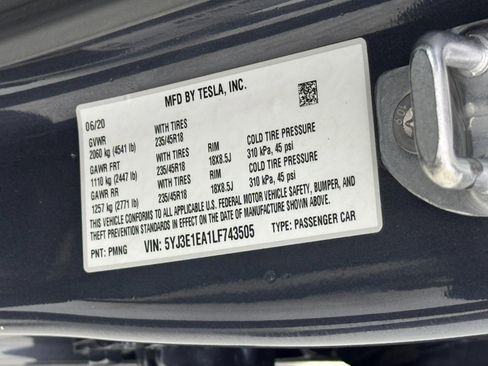 MFD BY TESLA, INC.
06/20
GVWR WITH TIRES
2060 kg (4541 lb) 235/45R18 RIM COLD TIRE PRESSURE
GAWR FRT WITH TIRES 18X8.5J 310 kPa, 45 psi
1110 kg (2447 lb) 235/45R18 RIM COLD TIRE PRESSURE
GAWR RR WITH TIRES 18X8.5J 310 kPa, 45 psi
1257 kg (2771 lb) 235/45R18
THIS VEHICLE CONFORMS TO ALL APPLICABLE U.S. FEDERAL MOTOR VEHICLE SAFETY, BUMPER, AND
THEFT PREVENTION STANDARDS IN EFFECT ON THE DATE OF MANUFACTURE SHOWN ABOVE.
PNT: PMNG VIN: 5YJ3E1EA1LF743505 TYPE: PASSENGER CAR